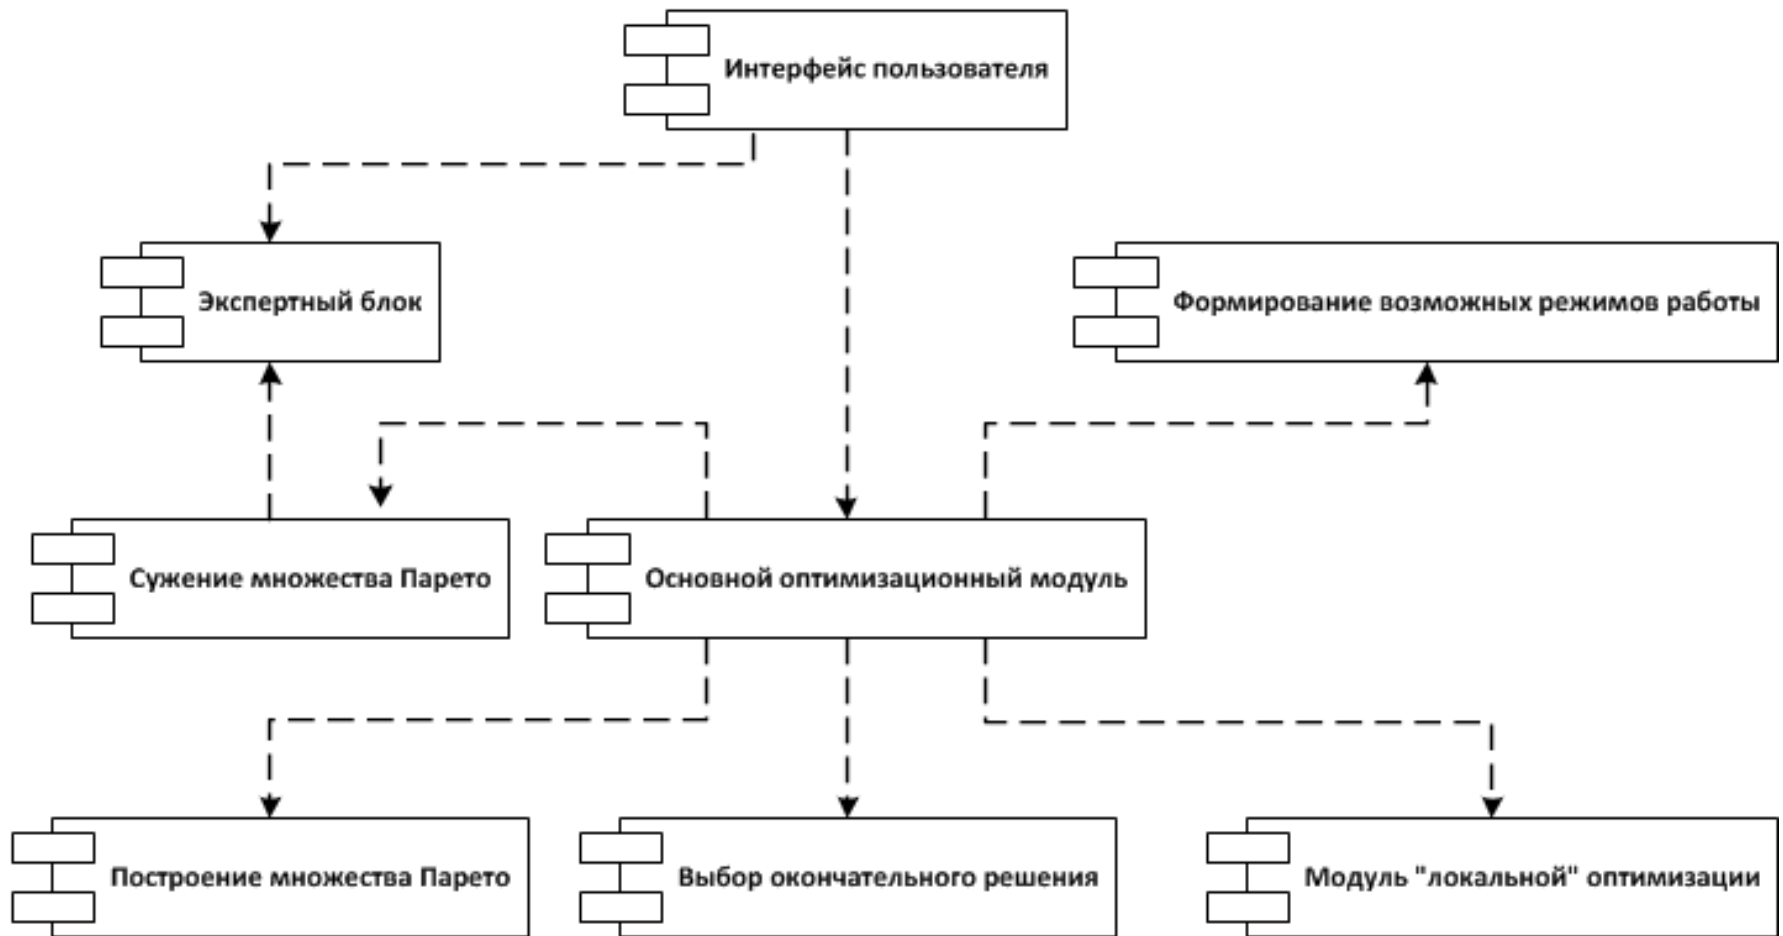 Интерфейс пользователя
Экспертный блок
Формирование возможных режимов работы
Сужение множества Парето
Основной оптимизационный модуль
Построение множества Парето
Выбор окончательного решения
Модуль "локальной" оптимизации